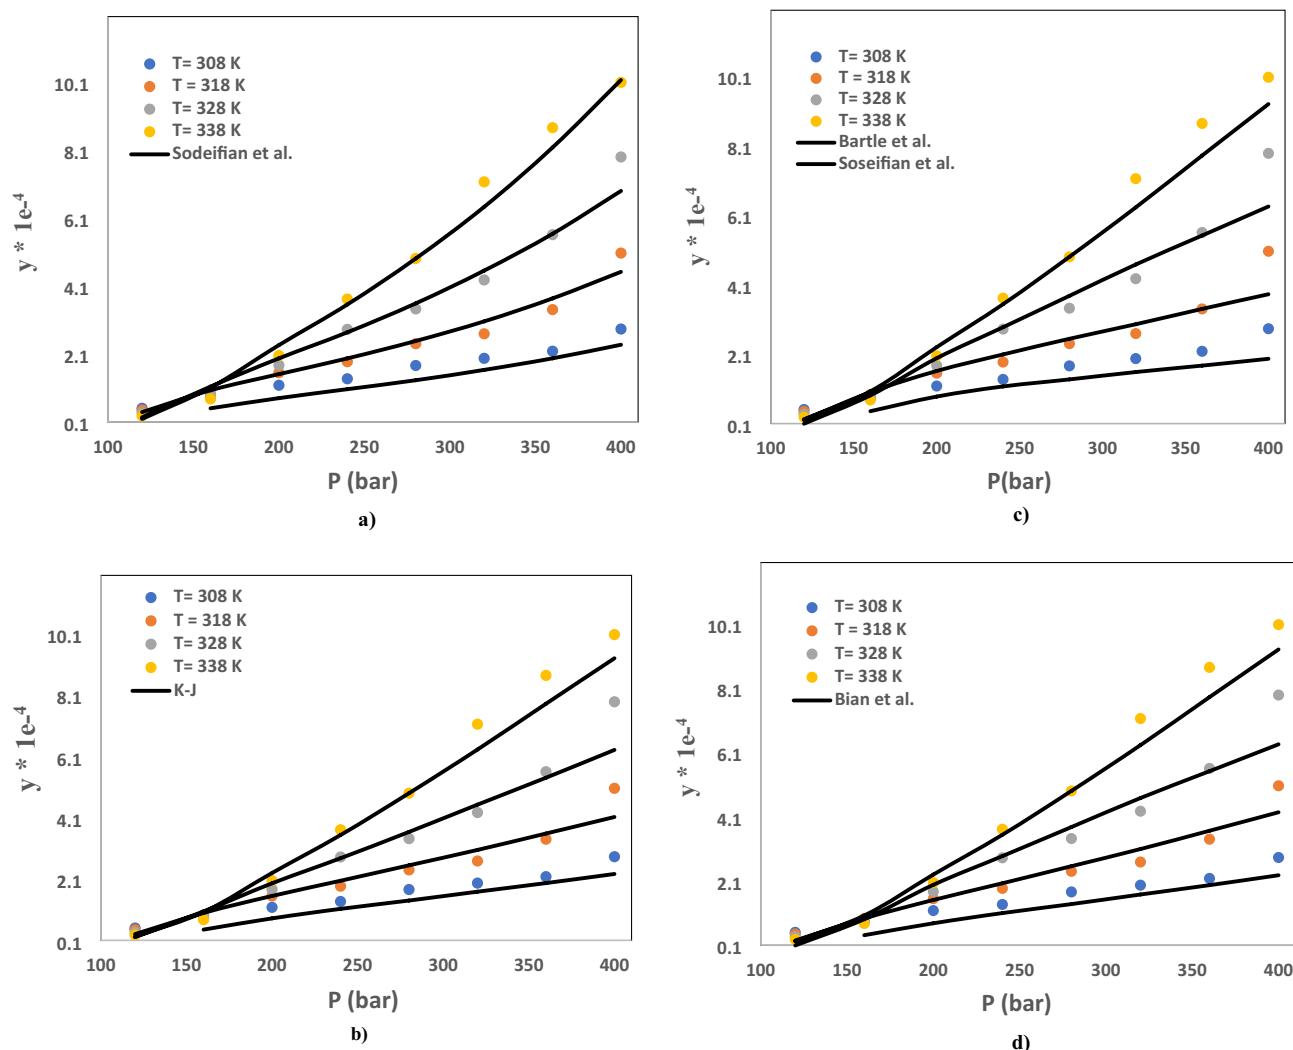 T= 308 K
T = 318 K
T= 328 K
T= 338 K
Sodeifian et al.
10.1
8.1
6.1
4.1
2.1
0.1
y * 1e-4
100 150 200 250 300 350 400
P (bar)
a)
T= 308 K
T = 318 K
T= 328 K
T= 338 K
Bartle et al.
Soseifian et al.
10.1
8.1
6.1
4.1
2.1
0.1
y * 1e-4
100 150 200 250 300 350 400
P(bar)
c)
T= 308 K
T = 318 K
T= 328 K
T= 338 K
K-J
10.1
8.1
6.1
4.1
2.1
0.1
y * 1e-4
100 150 200 250 300 350 400
P (bar)
b)
T= 308 K
T = 318 K
T= 328 K
T= 338 K
Bian et al.
10.1
8.1
6.1
4.1
2.1
0.1
y * 1e-4
100 150 200 250 300 350 400
P (bar)
d)